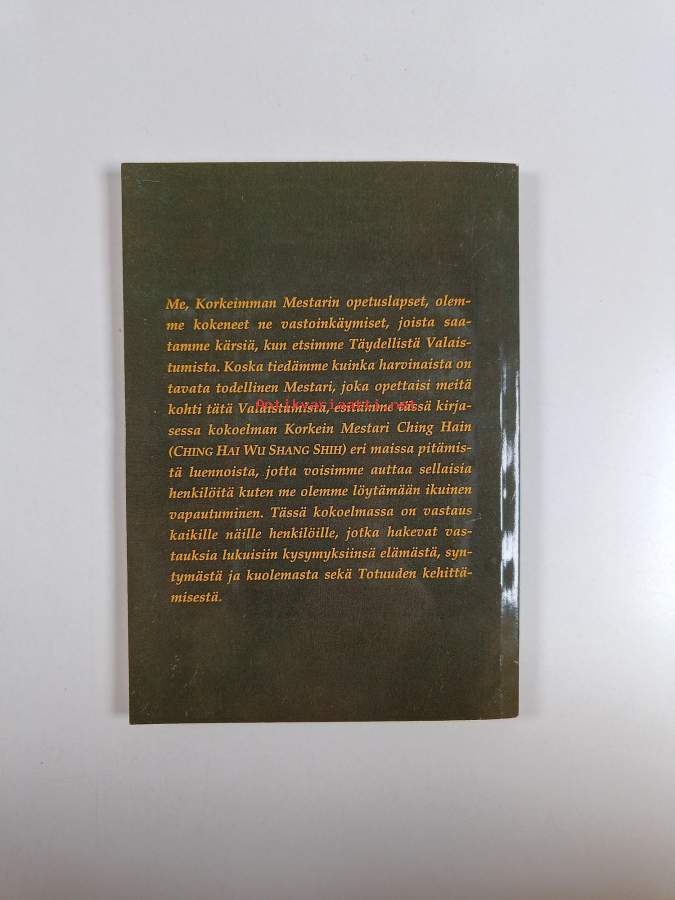 Me, Korkeimman Mestarin opetuslapset, olem-
me kokeneet ne vastoinkäymiset, joista saa-
tamme kärsiä, kun etsimme Täydellistä Valais-
tumista. Koska tiedämme kuinka harvinaista on
tavata todellinen Mestari, joka opettaisi meitä
Antikvariaatti.net
kohti tätä Valaistumista, esitämme tässä kirja-
sessa kokoelman Korkein Mestari Ching Hain
(CHING HAI WU SHANG SHIH) eri maissa pitämis-
tä luennoista, jotta voisimme auttaa sellaisia
henkilöitä kuten me olemme löytämään ikuinen
vapautuminen. Tässä kokoelmassa on vastaus
kaikille näille henkilöille, jotka hakevat vas-
tauksia lukuisiin kysymyksiinsä elämästä, syn-
tymästä ja kuolemasta sekä Totuuden kehittä-
misestä.